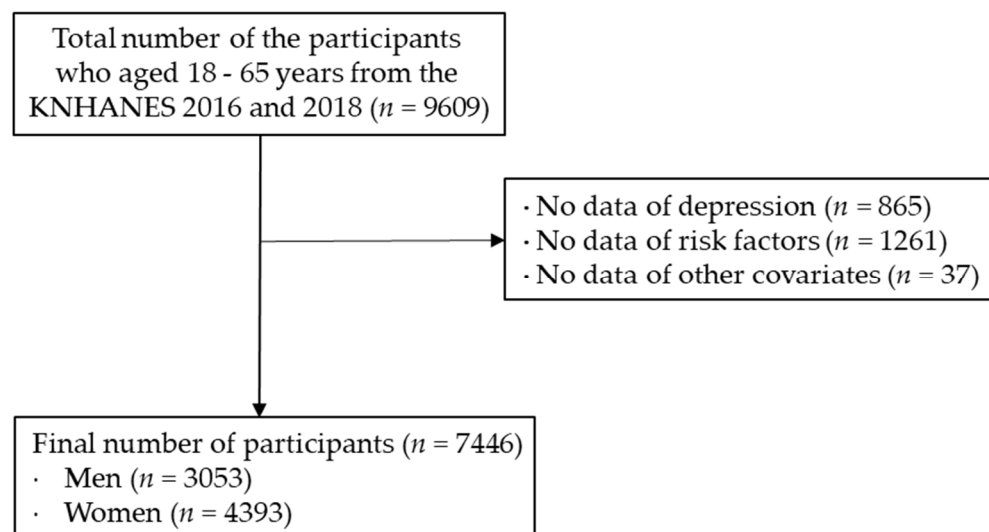 Total number of the participants
who aged 18 - 65 years from the
KNHANES 2016 and 2018 (n = 9609)
· No data of depression (n = 865)
· No data of risk factors (n = 1261)
· No data of other covariates (n = 37)
Final number of participants (n = 7446)
· Men (n = 3053)
· Women (n = 4393)